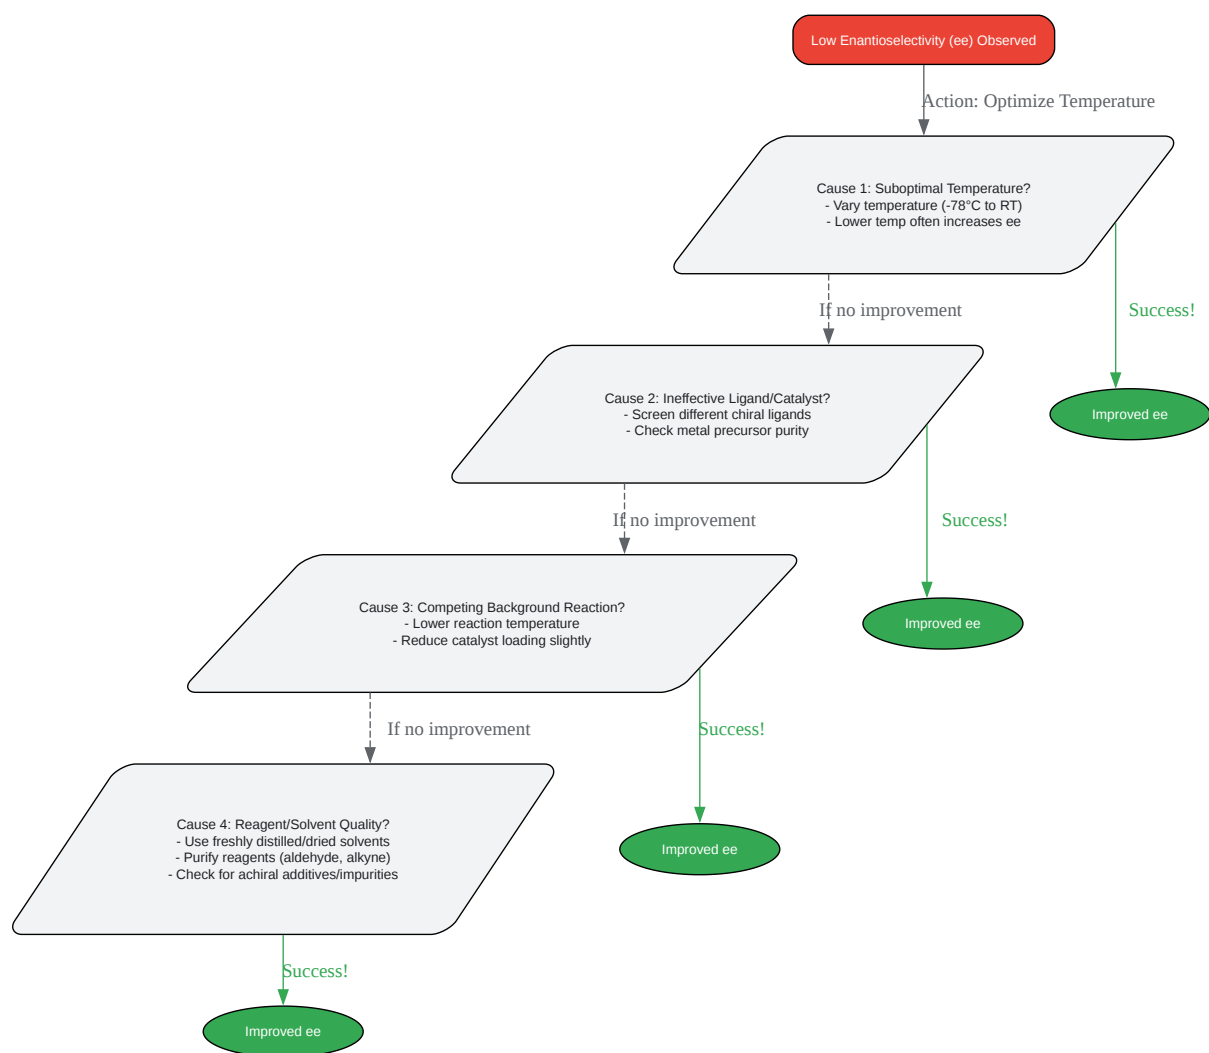 Low Enantioselectivity (ee) Observed
Action: Optimize Temperature
Cause 1: Suboptimal Temperature?
- Vary temperature (-78°C to RT)
- Lower temp often increases ee
If no improvement
Success!
Cause 2: Ineffective Ligand/Catalyst?
- Screen different chiral ligands
- Check metal precursor purity
Improved ee
If no improvement
Success!
Cause 3: Competing Background Reaction?
- Lower reaction temperature
- Reduce catalyst loading slightly
Improved ee
If no improvement
Success!
Cause 4: Reagent/Solvent Quality?
- Use freshly distilled/dried solvents
- Purify reagents (aldehyde, alkyne)
- Check for achiral additives/impurities
Improved ee
Success!
Improved ee